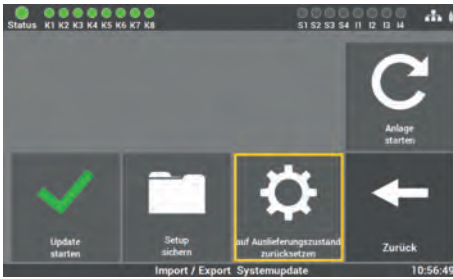 Status K1 K2 K3 K4 K5 K6 K7 K8 S1 S2 S3 S4 I1 I2 I3 I4
Anlage
starten
Update
starten
Setup
sichern
auf Auslieferungszustand
zurücksetzen
Zurück
Import / Export Systemupdate 10:56:49